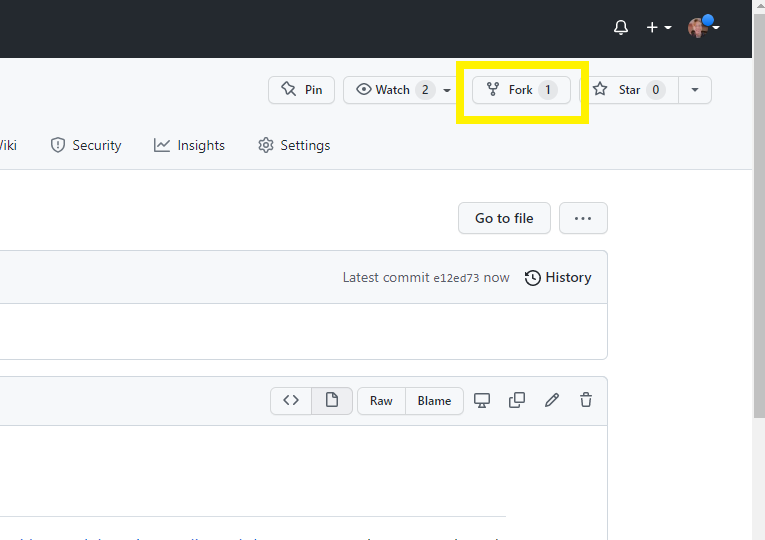 Pin Watch 2 Fork 1 Star 0
Wiki Security Insights Settings
Go to file ...
Latest commit e12ed73 now History
<> Raw Blame